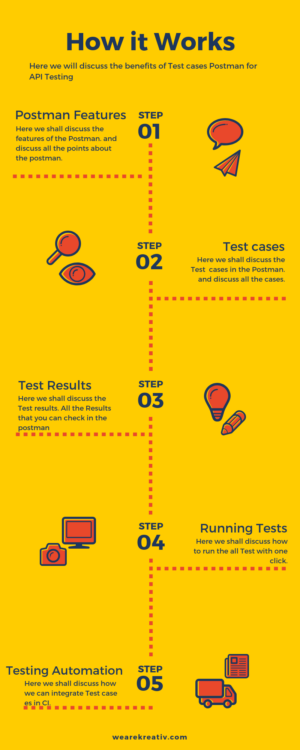 How it Works
Here we will discuss the benefits of Test cases Postman for
API Testing
Postman Features
Here we shall discuss the
features of the Postman. and
discuss all the points about
the postman.
STEP
01
STEP
02
Test cases
Here we shall discuss the
Test cases in the Postman.
and discuss all the cases.
Test Results
Here we shall discuss the
Test results. All the Results
that you can check in the
postman
STEP
03
STEP
04
Running Tests
Here we shall discuss how
to run the all Test with one
click.
Testing Automation
Here we shall discuss how
we can integrate Test case
es in CI.
STEP
05
wearekreativ.com